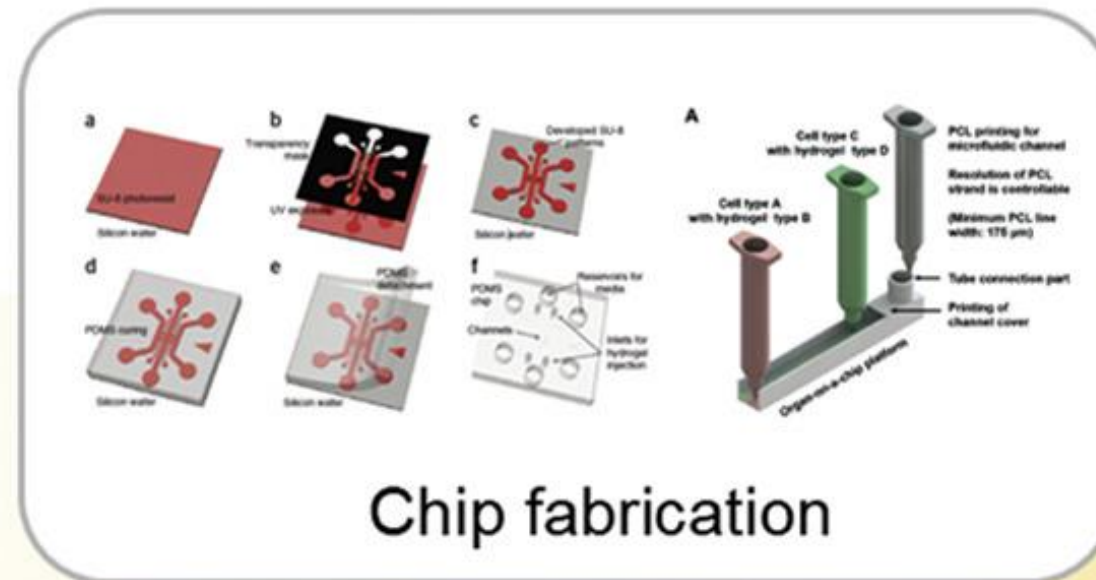 a
SU-8 photoresist
Silicon wafer
b
Transparency
mask
UV exposure
c
Developed SU-8
patterns
Silicon wafer
d
PDMS curing
Silicon wafer
e
PDMS
detachment
Silicon wafer
f
PDMS
chip
Reservoirs for
media
Channels
Inlets for
hydrogel
injection
A
Cell type A
with hydrogel type B
Cell type C
with hydrogel type D
PCL printing for
microfluidic channel
Resolution of PCL
strand is controllable
(Minimum PCL line
width: 175 μm)
Tube connection part
Printing of
channel cover
Organ-on-a-chip platform
Chip fabrication